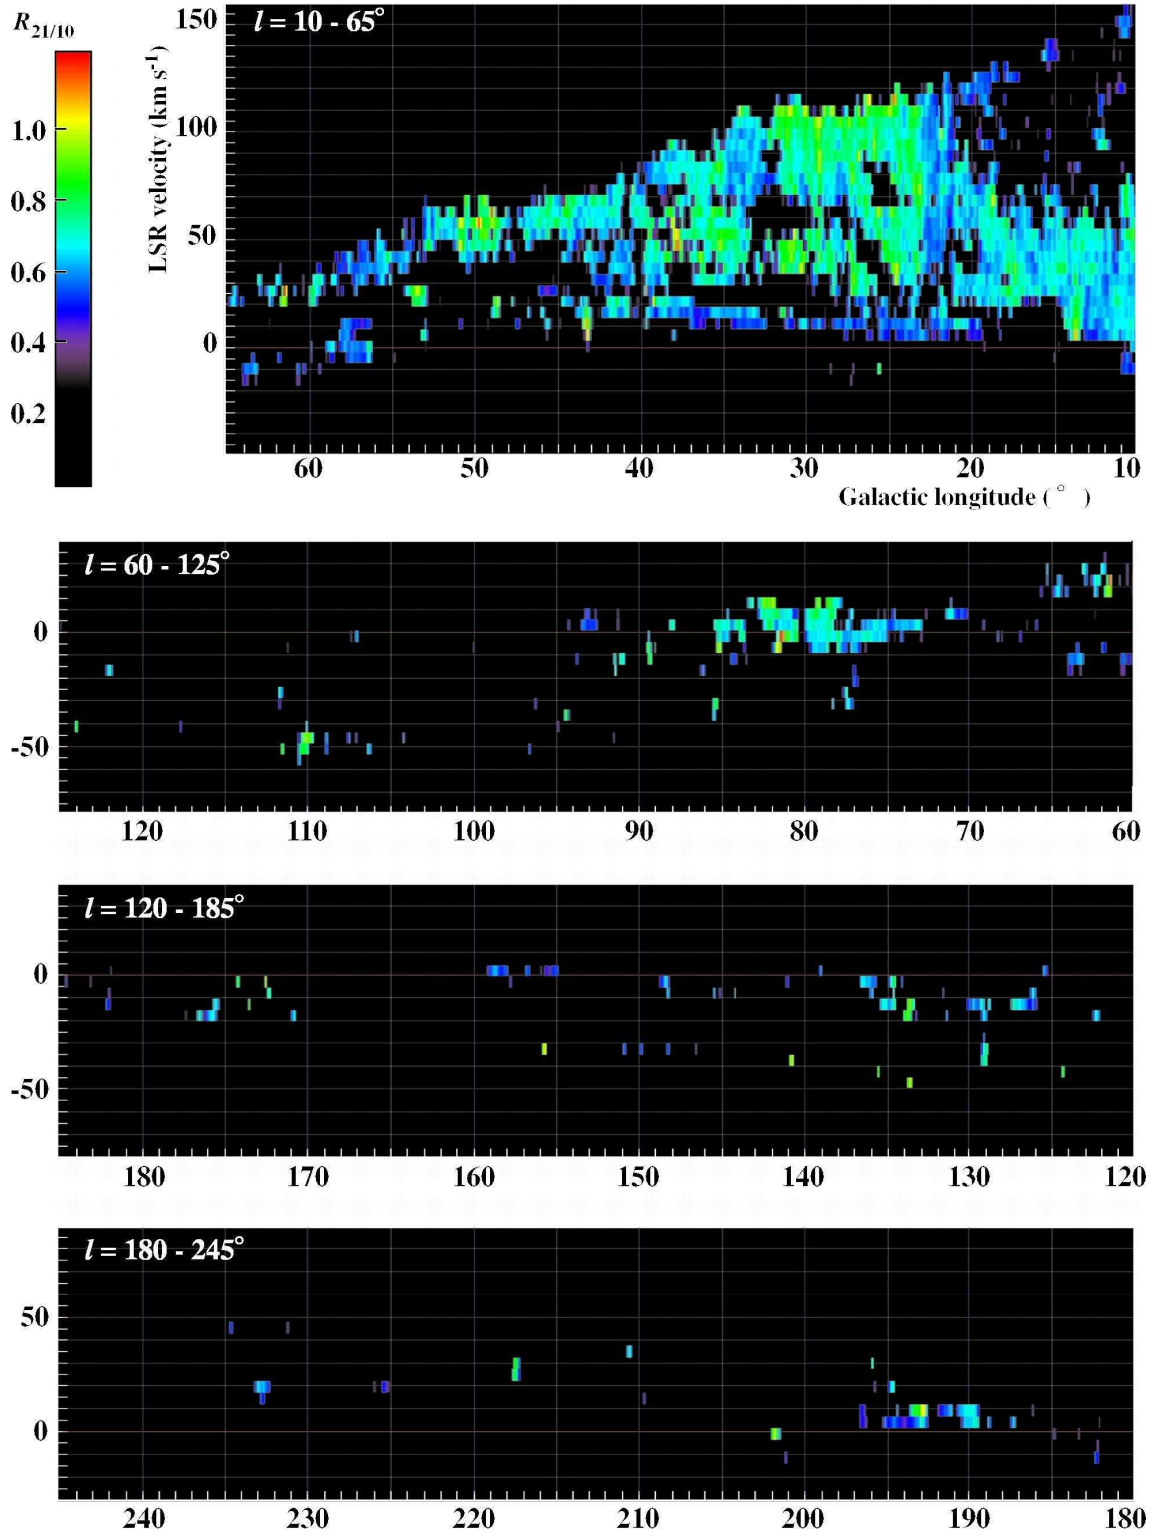 R21/10
1.0
0.8
0.6
0.4
0.2
l = 10 - 65°
LSR velocity (km s-1)
150
100
50
0
60 50 40 30 20 10
Galactic longitude ( ° )
l = 60 - 125°
0
-50
120 110 100 90 80 70 60
l = 120 - 185°
0
-50
180 170 160 150 140 130 120
l = 180 - 245°
50
0
240 230 220 210 200 190 180